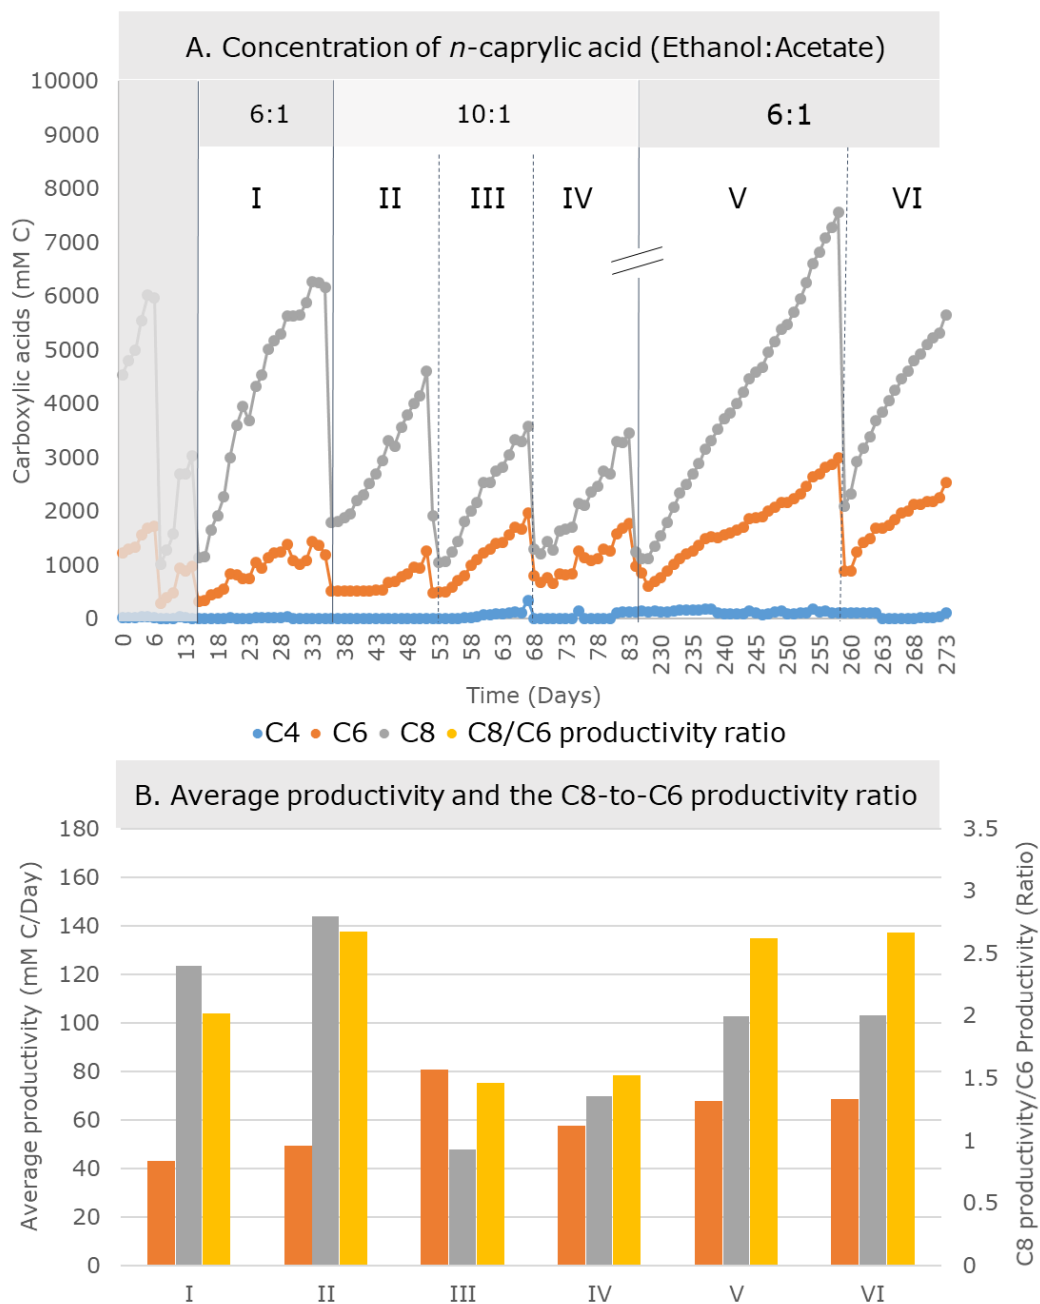 A. Concentration of n-caprylic acid (Ethanol:Acetate)
10000
9000
8000
7000
6000
5000
4000
3000
2000
1000
0
Carboxylic acids (mM C)
6:1
10:1
6:1
I
II
III
IV
V
VI
0 6 13 18 23 28 33 38 43 48 53 58 63 68 73 78 83 230 235 240 245 250 255 260 263 268 273
Time (Days)
C4 C6 C8 C8/C6 productivity ratio
B. Average productivity and the C8-to-C6 productivity ratio
180
160
140
120
100
80
60
40
20
0
Average productivity (mM C/Day)
3.5
3
2.5
2
1.5
1
0.5
0
C8 productivity/C6 Productivity (Ratio)
I II III IV V VI